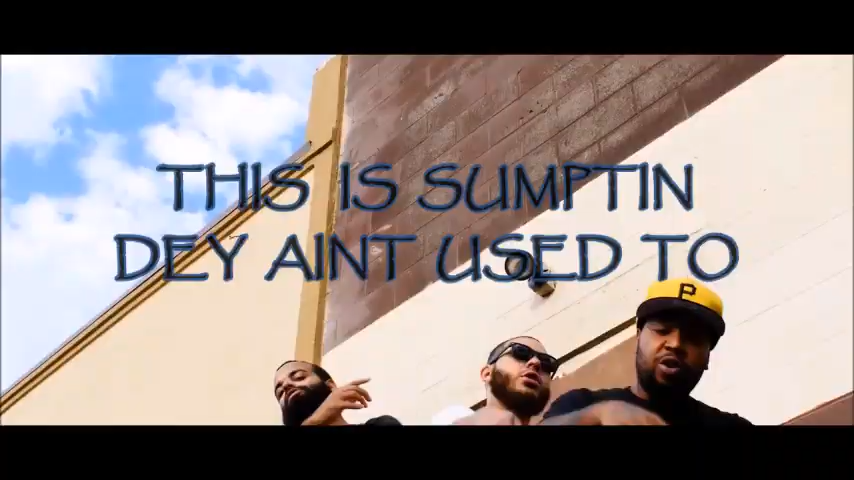 THIS IS SUMPTIN
DEY AINT USED TO
P